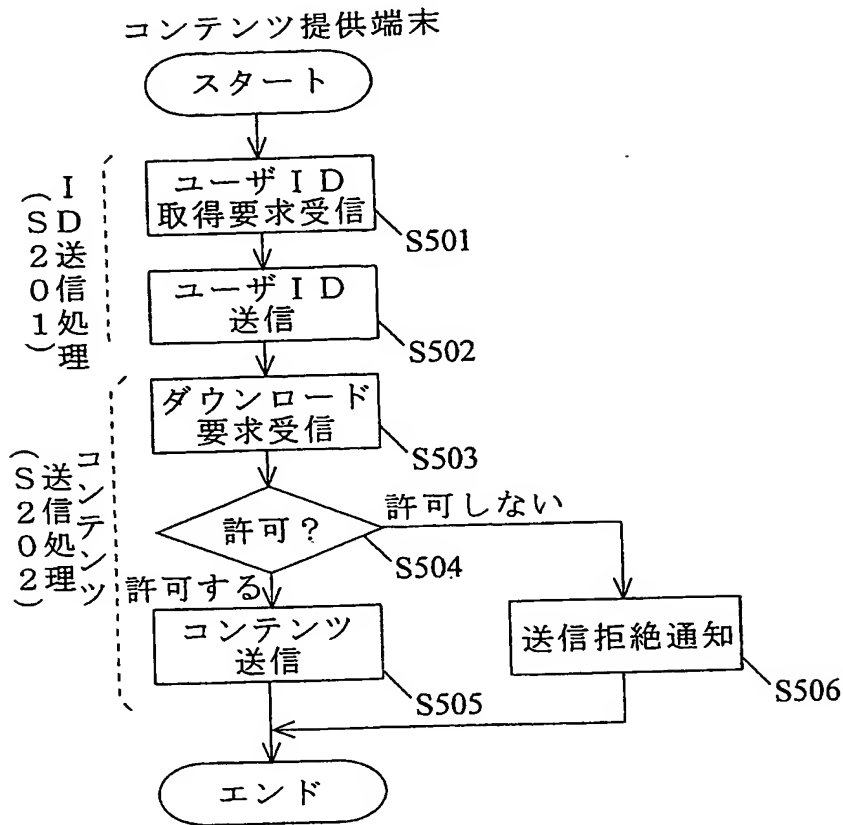 コンテンツ提供端末
スタート
ID送信処理
(S201)
ユーザID
取得要求受信
S501
ユーザID
送信
S502
コンテンツ
送信処理
(S202)
ダウンロード
要求受信
S503
許可?
許可しない
S504
許可する
コンテンツ
送信
S505
送信拒絶通知
S506
エンド